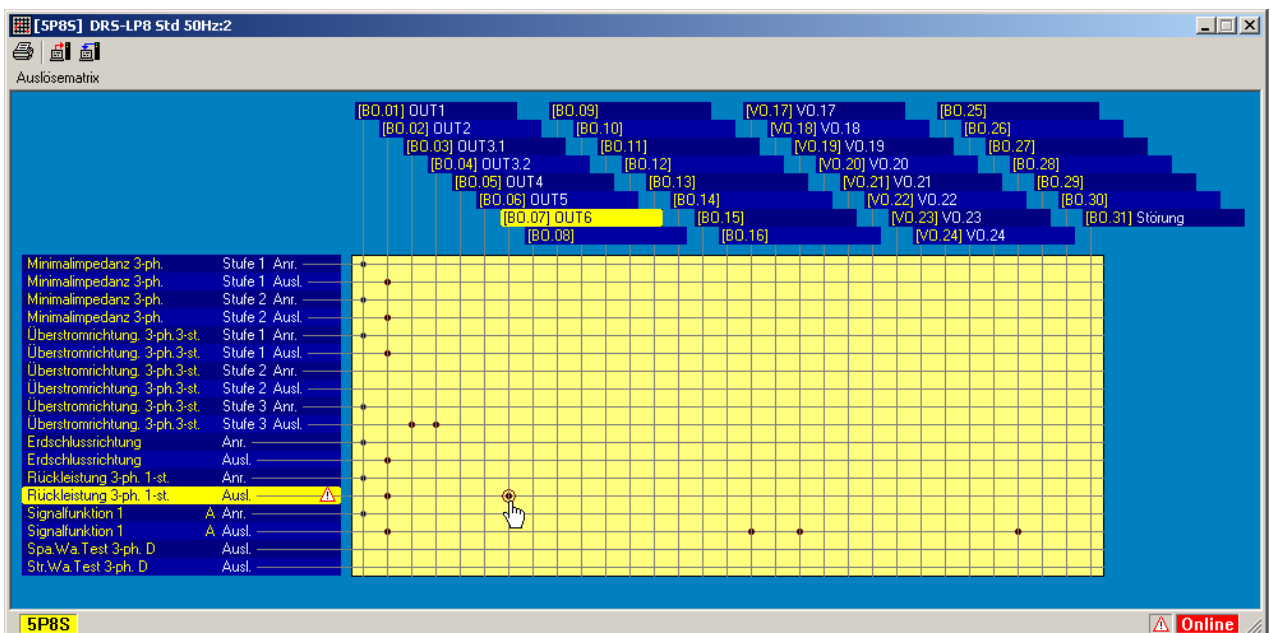 [5P8S] DRS-LP8 Std 50Hz:2
Auslösematrix
[BO.01] OUT1 [BO.09] [VO.17] VO.17 [BO.25]
[BO.02] OUT2 [BO.10] [VO.18] VO.18 [BO.26]
[BO.03] OUT3.1 [BO.11] [VO.19] VO.19 [BO.27]
[BO.04] OUT3.2 [BO.12] [VO.20] VO.20 [BO.28]
[BO.05] OUT4 [BO.13] [VO.21] VO.21 [BO.29]
[BO.06] OUT5 [BO.14] [VO.22] VO.22 [BO.30]
[BO.07] OUT6 [BO.15] [VO.23] VO.23 [BO.31] Störung
[BO.08] [BO.16] [VO.24] VO.24
Minimalimpedanz 3-ph. Stufe 1 Anr.
Minimalimpedanz 3-ph. Stufe 1 Ausl.
Minimalimpedanz 3-ph. Stufe 2 Anr.
Minimalimpedanz 3-ph. Stufe 2 Ausl.
Überstromrichtung. 3-ph.3-st. Stufe 1 Anr.
Überstromrichtung. 3-ph.3-st. Stufe 1 Ausl.
Überstromrichtung. 3-ph.3-st. Stufe 2 Anr.
Überstromrichtung. 3-ph.3-st. Stufe 2 Ausl.
Überstromrichtung. 3-ph.3-st. Stufe 3 Anr.
Überstromrichtung. 3-ph.3-st. Stufe 3 Ausl.
Erdschlussrichtung Anr.
Erdschlussrichtung Ausl.
Rückleistung 3-ph. 1-st. Anr.
Rückleistung 3-ph. 1-st. Ausl.
Signalfunktion 1 A Anr.
Signalfunktion 1 A Ausl.
Spa.Wa.Test 3-ph. D Ausl.
Str.Wa.Test 3-ph. D Ausl.
5P8S Online